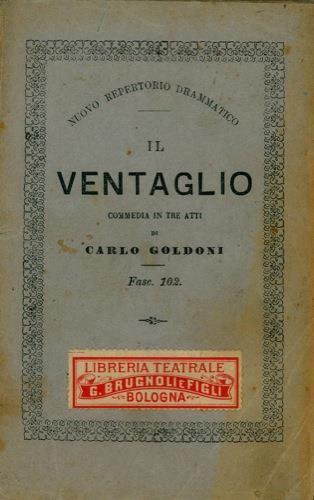 NUOVO REPERTORIO DRAMMATICO
IL
VENTAGLIO
COMMEDIA IN TRE ATTI
DI
CARLO GOLDONI
Fasc. 102.
LIBRERIA TEATRALE
G. BRUGNOLI E FIGLI
BOLOGNA